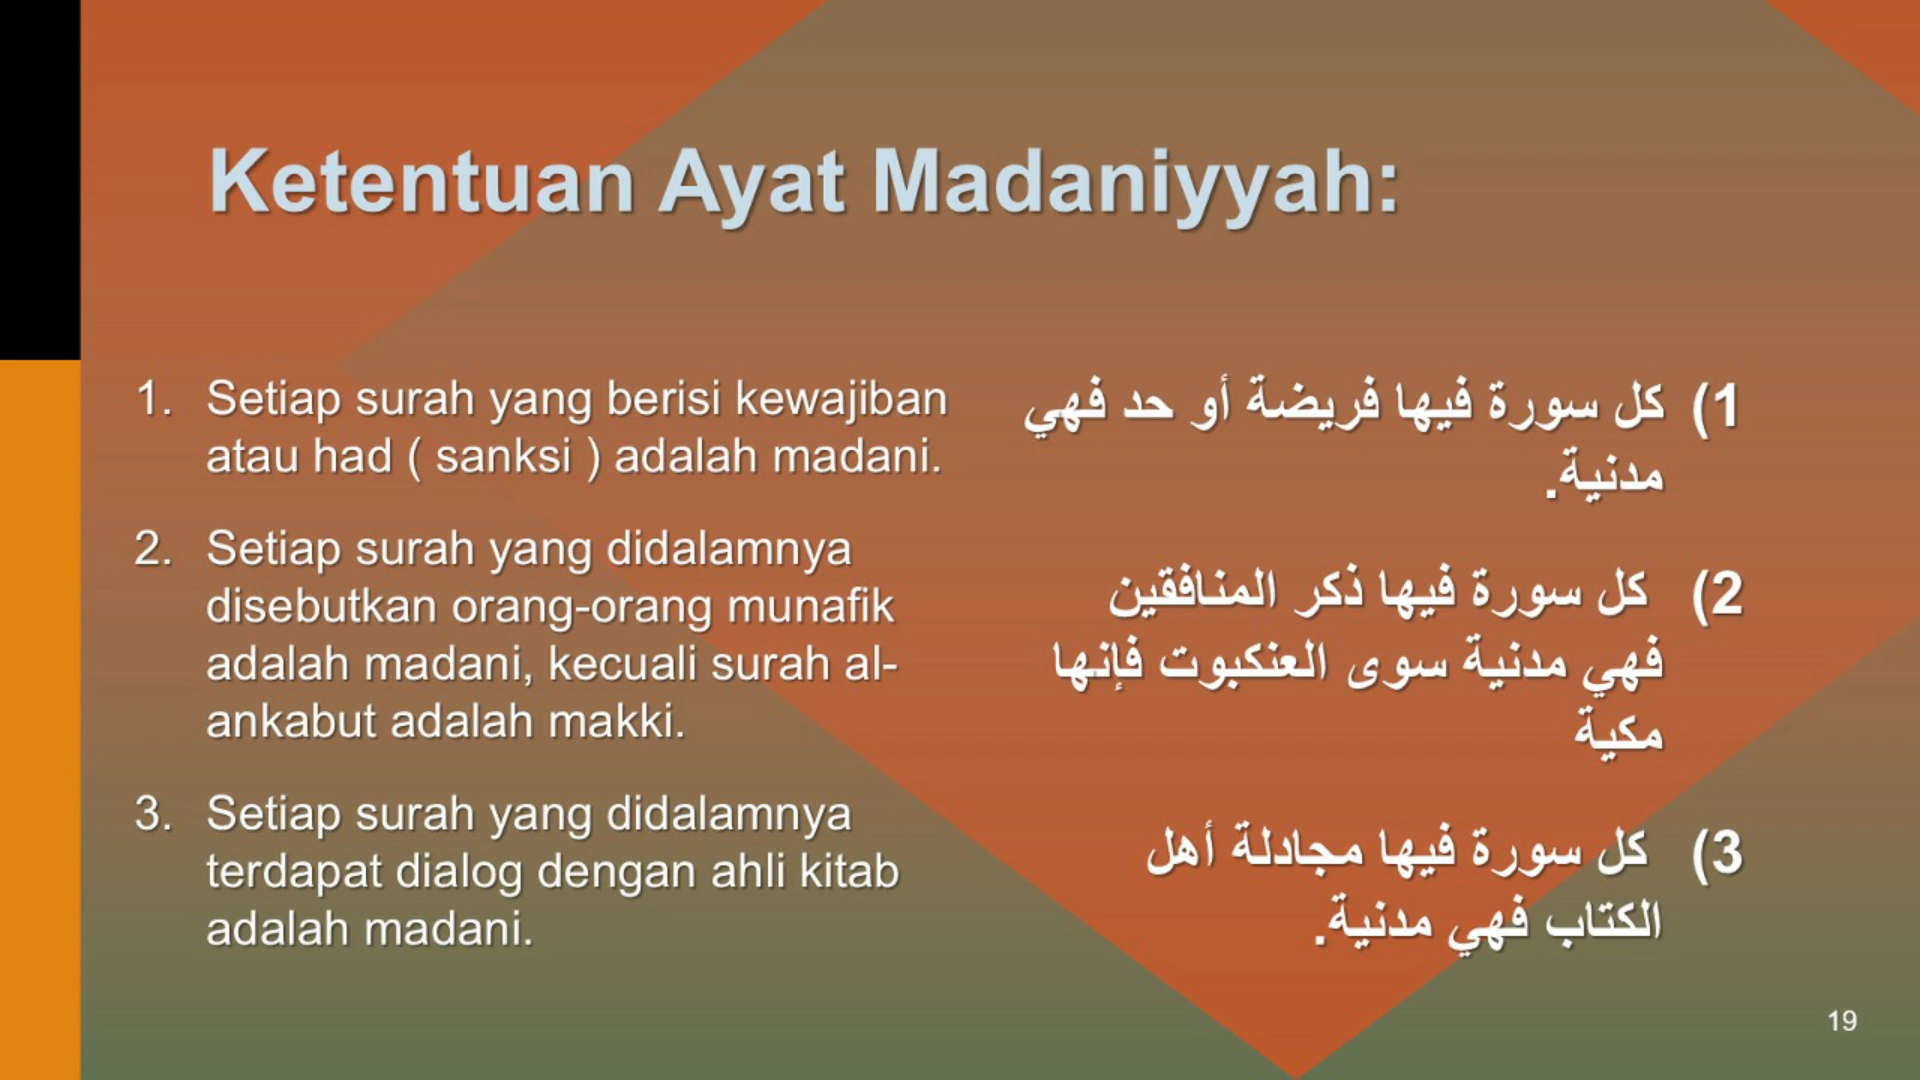 Ketentuan Ayat Madaniyyah:
1. Setiap surah yang berisi kewajiban
atau had ( sanksi ) adalah madani.
2. Setiap surah yang didalamnya
disebutkan orang-orang munafik
adalah madani, kecuali surah al-
ankabut adalah makki.
3. Setiap surah yang didalamnya
terdapat dialog dengan ahli kitab
adalah madani.
1) كل سورة فيها فريضة أو حد فهي
مدنية.
2) كل سورة فيها ذكر المنافقين
فهي مدنية سوى العنكبوت فإنها
مكية
3) كل سورة فيها مجادلة أهل
الكتاب فهي مدنية.
19